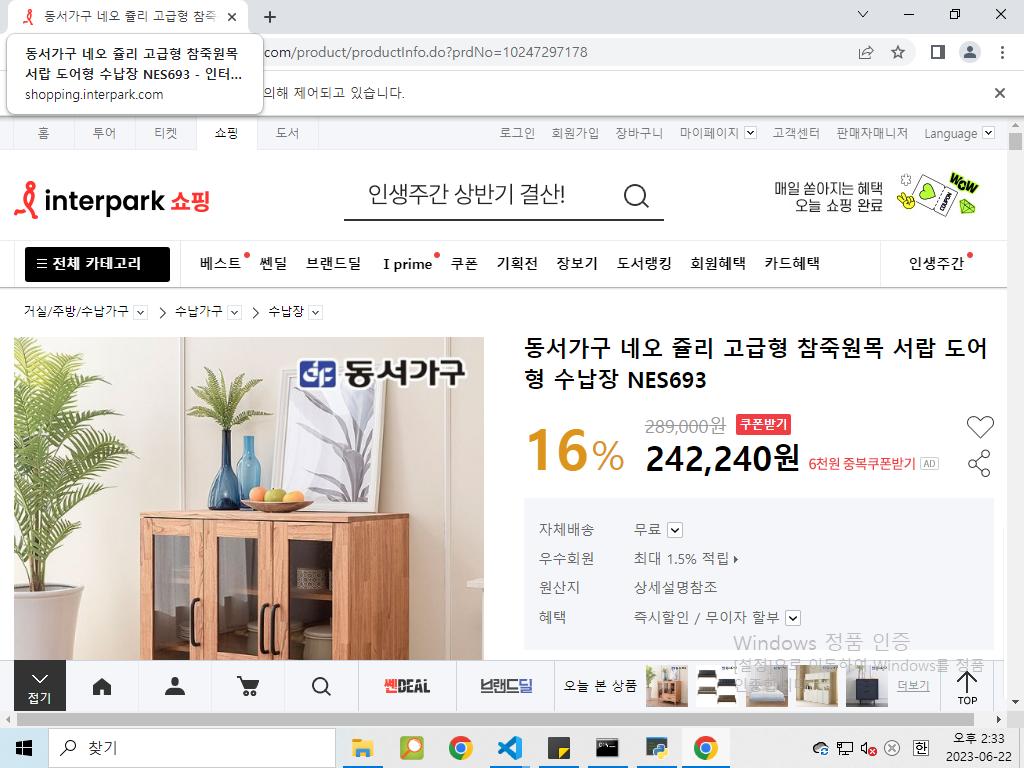 동서가구 네오 쥴리 고급형 참죽
동서가구 네오 쥴리 고급형 참죽원목
서랍 도어형 수납장 NES693 - 인터...
shopping.interpark.com
com/product/productInfo.do?prdNo=10247297178
의해 제어되고 있습니다.
홈 투어 티켓 쇼핑 도서 로그인 회원가입 장바구니 마이페이지 고객센터 판매자매니저 Language
interpark 쇼핑
인생주간 상반기 결산!
매일 쏟아지는 혜택
오늘 쇼핑 완료
WOW
COUPON
전체 카테고리 베스트 쎈딜 브랜드딜 I prime 쿠폰 기획전 장보기 도서랭킹 회원혜택 카드혜택 인생주간
거실/주방/수납가구 수납가구 수납장
동서가구
동서가구 네오 쥴리 고급형 참죽원목 서랍 도어
형 수납장 NES693
289,000원 쿠폰받기
16% 242,240원 6천원 중복쿠폰받기 AD
자체배송 무료
우수회원 최대 1.5% 적립
원산지 상세설명참조
혜택 즉시할인 / 무이자 할부
Windows 정품 인증
[설정]으로 이동하여 Windows를 정품
인증합니다.
접기 쎈DEAL 브랜드딜 오늘 본 상품 더보기 TOP
찾기
한
오후 2:33
2023-06-22